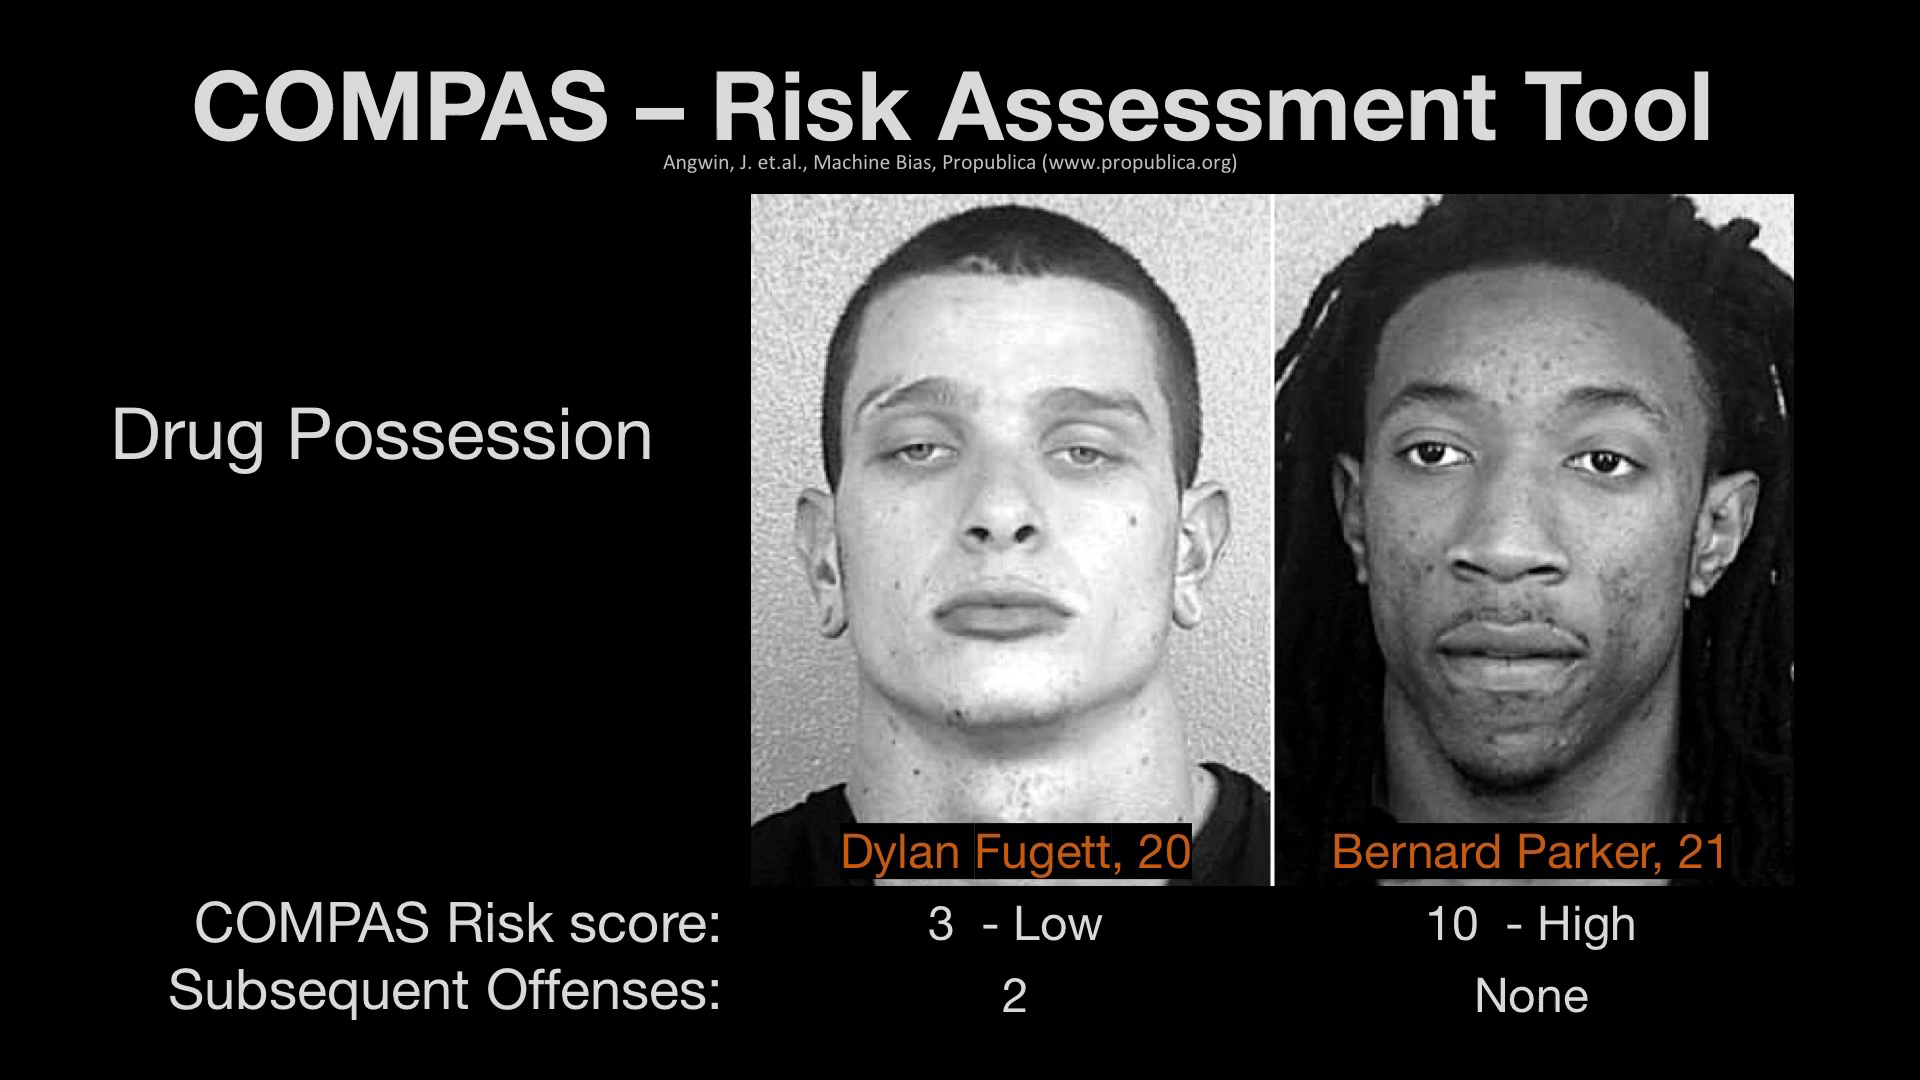 COMPAS – Risk Assessment Tool
Angwin, J. et.al., Machine Bias, Propublica (www.propublica.org)
Drug Possession
Dylan Fugett, 20 Bernard Parker, 21
COMPAS Risk score: 3 - Low 10 - High
Subsequent Offenses: 2 None